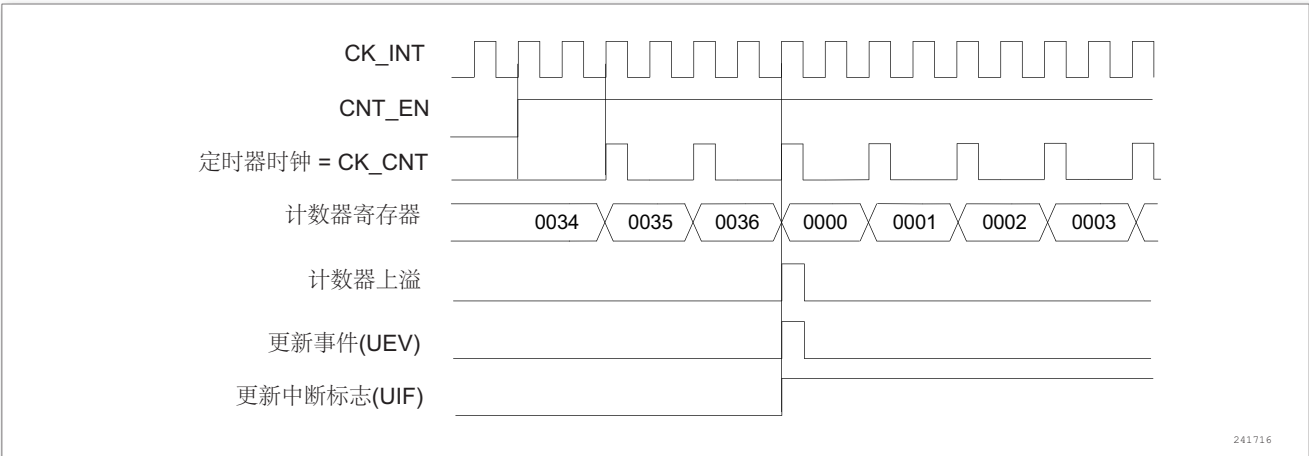 CK_INT
CNT_EN
定时器时钟 = CK_CNT
计数器寄存器 0034 0035 0036 0000 0001 0002 0003
计数器上溢
更新事件(UEV)
更新中断标志(UIF)
241716